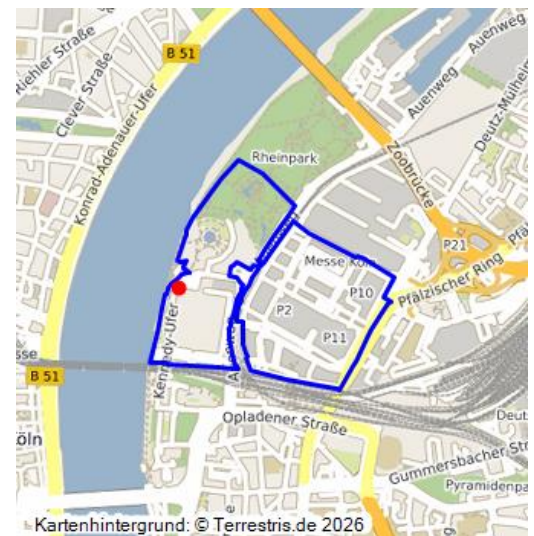 Riehler Straße
Clever Straße
B 51
Konrad-Adenauer-Ufer
Auenweg
Auenweg
Deutz-Mülheim
Zoobrücke
Rheinpark
P21
Messe Köln
P10
Pfälzischer Ring
P2
P11
Kennedy-Ufer
B 51
Opladener Straße
Gummersbacher Str
Pyramidenpa
Kartenhintergrund: © Terrestris.de 2026